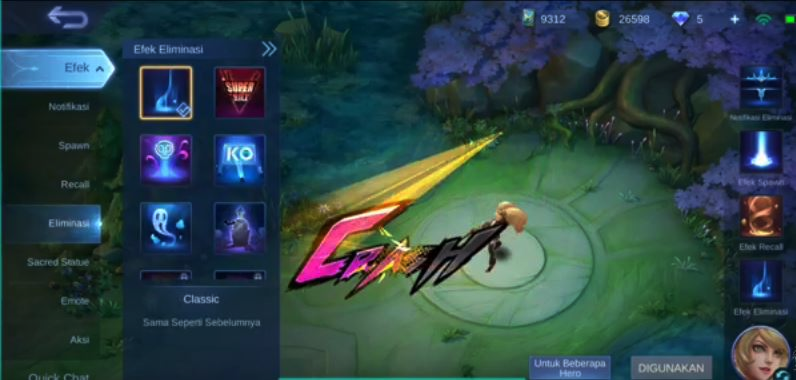 9312
26598
5
Efek
Notifikasi
Spawn
Recall
Eliminasi
Sacred Statue
Emote
Aksi
Quick Chat
Efek Eliminasi
SUPER
KO
Classic
Sama Seperti Sebelumnya
CRASH
Notifikasi Eliminasi
Efek Spawn
Efek Recall
Efek Eliminasi
Untuk Beberapa
Hero
DIGUNAKAN